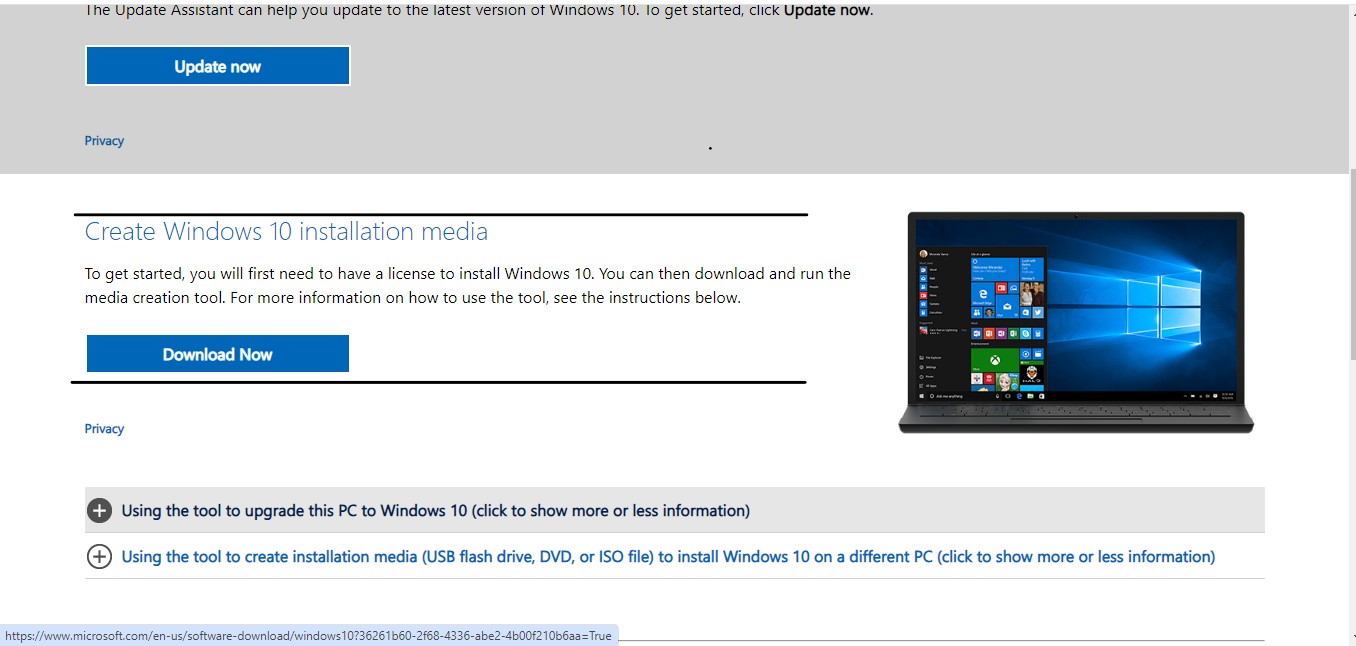 The Update Assistant can help you update to the latest version of Windows 10. To get started, click Update now.
Update now
Privacy
Create Windows 10 installation media
To get started, you will first need to have a license to install Windows 10. You can then download and run the
media creation tool. For more information on how to use the tool, see the instructions below.
Download Now
Privacy
Using the tool to upgrade this PC to Windows 10 (click to show more or less information)
Using the tool to create installation media (USB flash drive, DVD, or ISO file) to install Windows 10 on a different PC (click to show more or less information)
https://www.microsoft.com/en-us/software-download/windows10?36261b60-2f68-4336-abe2-4b00f210b6aa=True